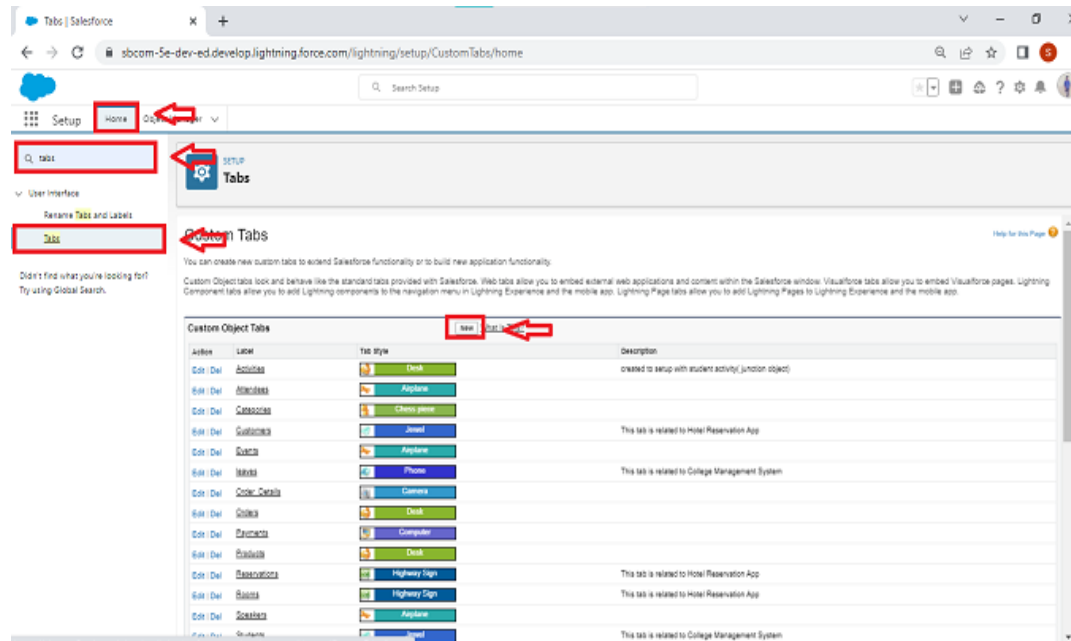 Tabs | Salesforce
sbcom-5e-dev-ed.develop.lightning.force.com/lightning/setup/CustomTabs/home
S
Search Setup
Setup
Home
tabs
User Interface
Rename Tabs and Labels
Tabs
Didn't find what you're looking for?
Try using Global Search.
SETUP
Tabs
Custom Tabs
Help for this Page
You can create new custom tabs to extend Salesforce functionality or to build new application functionality.
Custom Object tabs look and behave like the standard tabs provided with Salesforce. Web tabs allow you to embed external web applications and content within the Salesforce window. Visualforce tabs allow you to embed Visualforce pages. Lightning
Component tabs allow you to add Lightning components to the navigation menu in Lightning Experience and the mobile app. Lightning Page tabs allow you to add Lightning Pages to Lightning Experience and the mobile app.
Custom Object Tabs New
Action Label Tab Style Description
Edit | Del Activities Desk created to setup with student activity( junction object)
Edit | Del Attendees Airplane
Edit | Del Categories Chess piece
Edit | Del Customers Jewel This tab is related to Hotel Reservation App
Edit | Del Events Airplane
Edit | Del leaves Phone This tab is related to College Management System
Edit | Del Order Details Camera
Edit | Del Orders Desk
Edit | Del Payments Computer
Edit | Del Products Desk
Edit | Del Reservations Highway Sign This tab is related to Hotel Reservation App
Edit | Del Rooms Highway Sign This tab is related to Hotel Reservation App
Edit | Del Speakers Airplane
Edit | Del Students Jewel This tab is related to College Management System